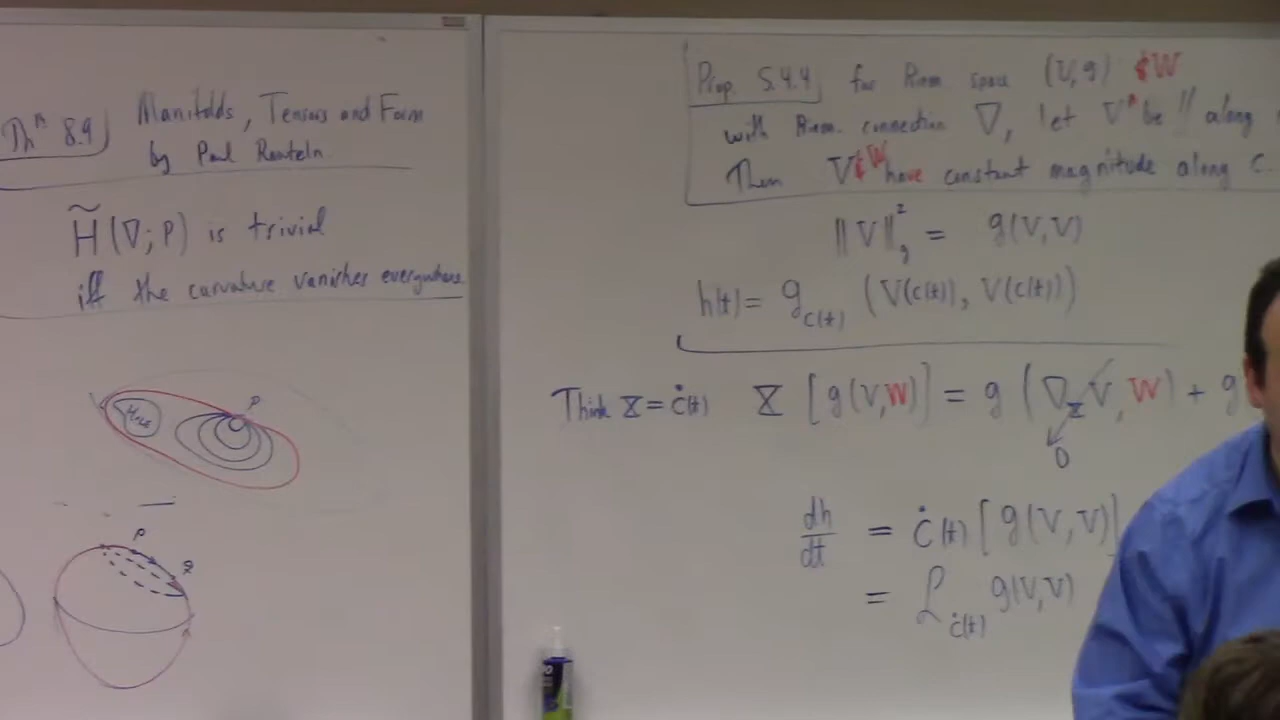 Thm 8.9
Manifolds, Tensors and Forms
by Paul Renteln
H̃(∇; P) is trivial
iff the curvature vanishes everywhere
P
P
q
Prop. 5.4.4 for Riem space (V, g) & W
with Riem. connection ∇, let V be // along
Then V & W have constant magnitude along C
‖V‖²_g = g(V, V)
h(t) = g_{c(t)} (V(c(t)), V(c(t)))
Think X = ċ(t) X [g(V, W)] = g (∇_X V, W) + g
0
dh/dt = ċ(t) [g(V, V)]
= ℒ_{ċ(t)} g(V, V)